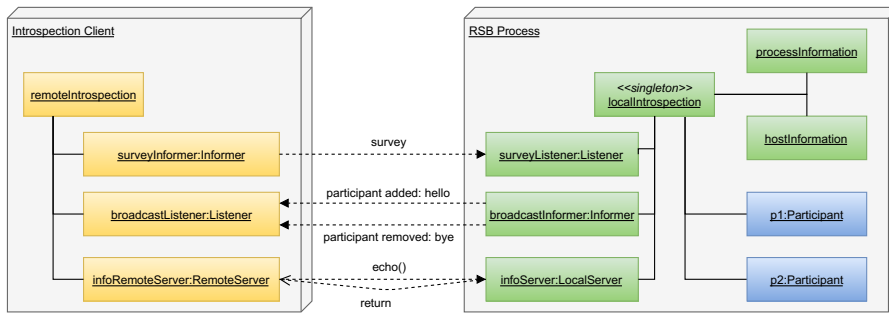 Introspection Client
RSB Process
processInformation
remoteIntrospection
<<singleton>>
localIntrospection
hostInformation
surveyInformer:Informer
survey
surveyListener:Listener
participant added: hello
broadcastListener:Listener
broadcastInformer:Informer
p1:Participant
participant removed: bye
echo()
infoRemoteServer:RemoteServer
infoServer:LocalServer
p2:Participant
return